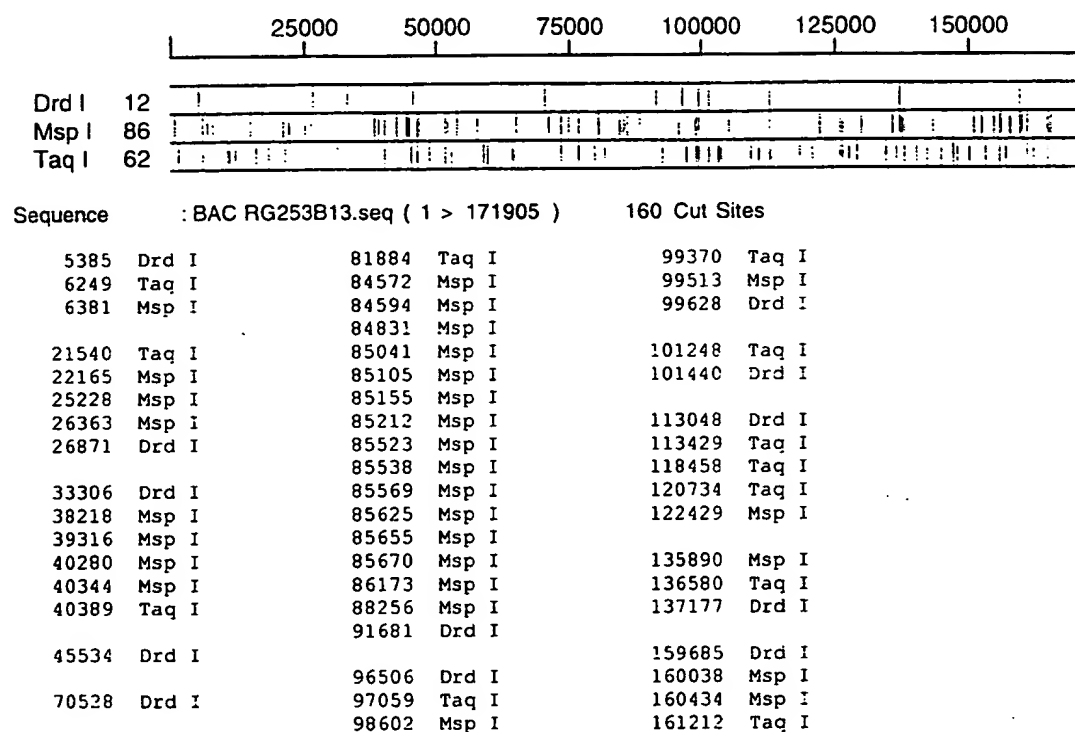 25000 50000 75000 100000 125000 150000
Drd I 12
Msp I 86
Taq I 62
Sequence : BAC RG253B13.seq ( 1 > 171905 ) 160 Cut Sites
5385 Drd I
6249 Taq I
6381 Msp I
21540 Taq I
22165 Msp I
25228 Msp I
26363 Msp I
26871 Drd I
33306 Drd I
38218 Msp I
39316 Msp I
40280 Msp I
40344 Msp I
40389 Taq I
45534 Drd I
70528 Drd I
81884 Taq I
84572 Msp I
84594 Msp I
84831 Msp I
85041 Msp I
85105 Msp I
85155 Msp I
85212 Msp I
85523 Msp I
85538 Msp I
85569 Msp I
85625 Msp I
85655 Msp I
85670 Msp I
86173 Msp I
88256 Msp I
91681 Drd I
96506 Drd I
97059 Taq I
98602 Msp I
99370 Taq I
99513 Msp I
99628 Drd I
101248 Taq I
101440 Drd I
113048 Drd I
113429 Taq I
118458 Taq I
120734 Taq I
122429 Msp I
135890 Msp I
136580 Taq I
137177 Drd I
159685 Drd I
160038 Msp I
160434 Msp I
161212 Taq I